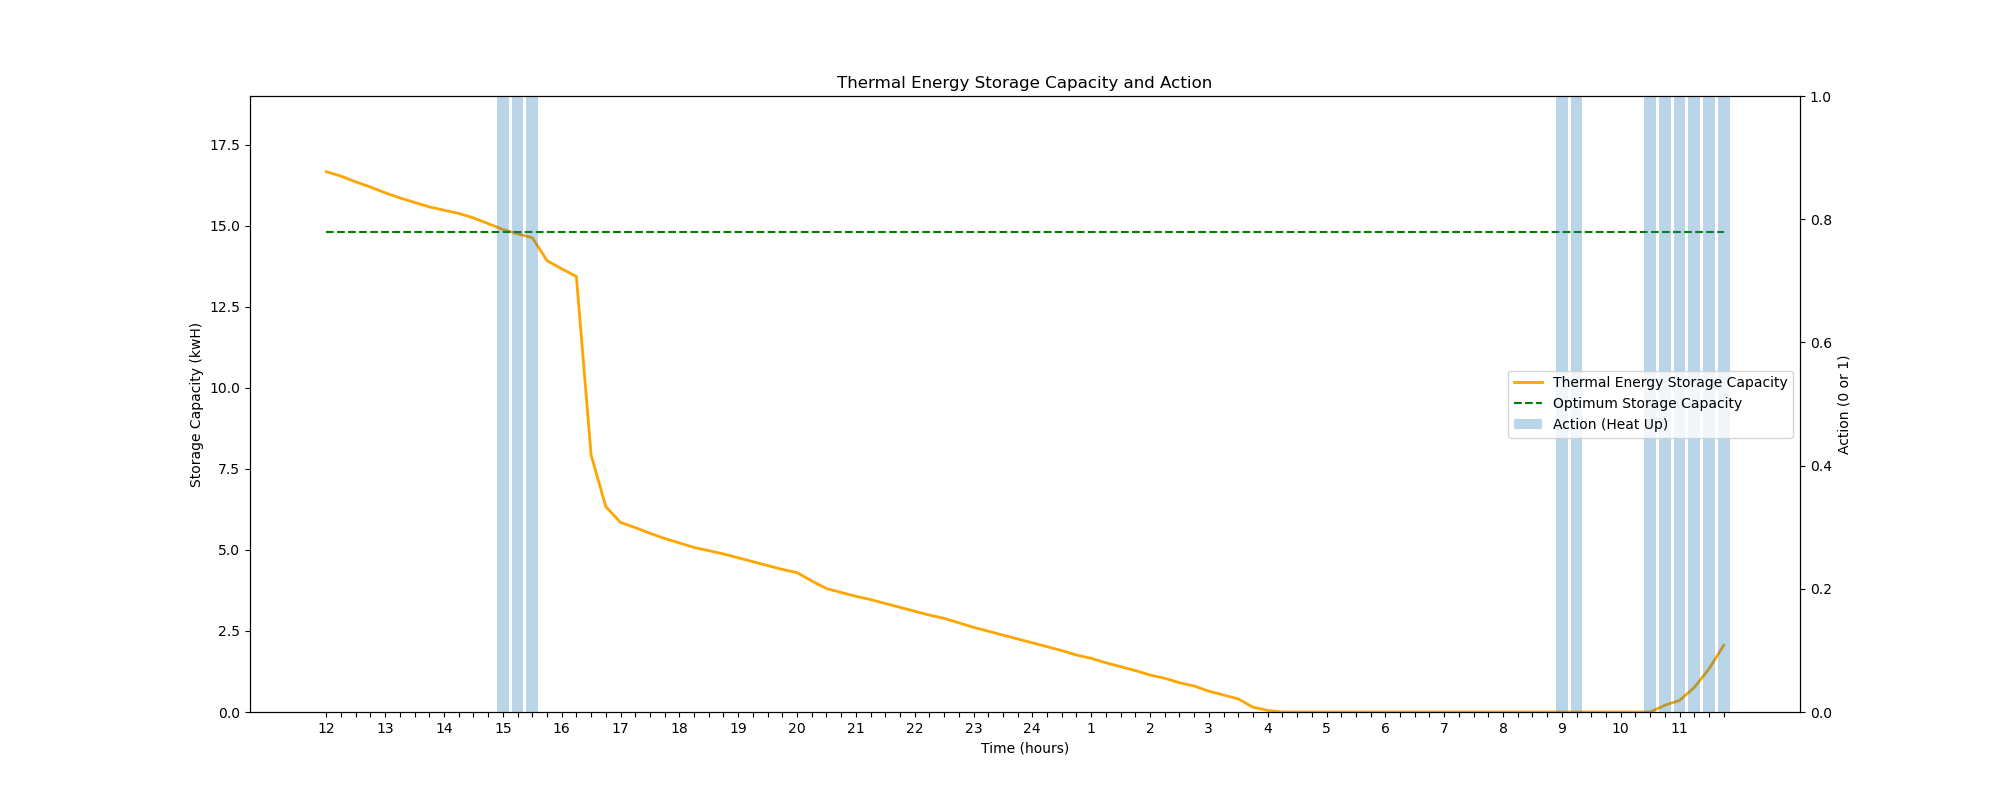 Thermal Energy Storage Capacity and Action
17.5
15.0
12.5
10.0
7.5
5.0
2.5
0.0
Storage Capacity (kwH)
1.0
0.8
0.6
0.4
0.2
0.0
Action (0 or 1)
Thermal Energy Storage Capacity
Optimum Storage Capacity
Action (Heat Up)
12 13 14 15 16 17 18 19 20 21 22 23 24 1 2 3 4 5 6 7 8 9 10 11
Time (hours)